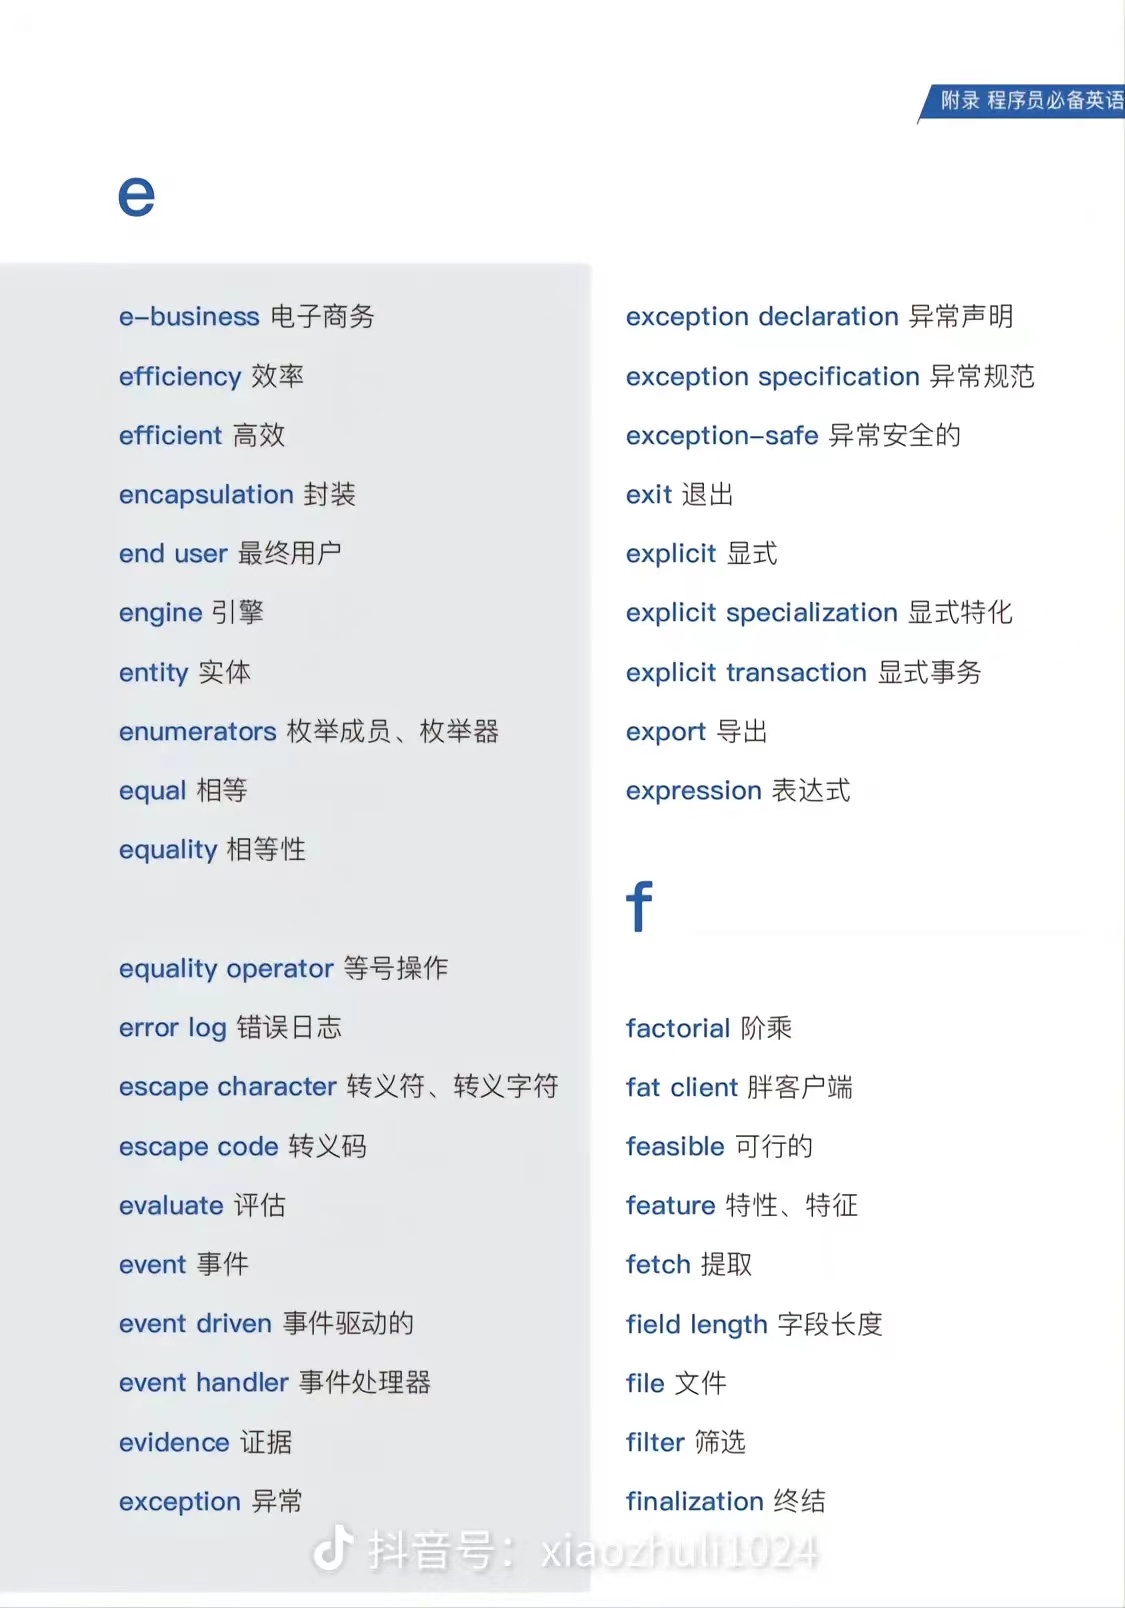 附录 程序员必备英语
e
e-business 电子商务
efficiency 效率
efficient 高效
encapsulation 封装
end user 最终用户
engine 引擎
entity 实体
enumerators 枚举成员、枚举器
equal 相等
equality 相等性
equality operator 等号操作
error log 错误日志
escape character 转义符、转义字符
escape code 转义码
evaluate 评估
event 事件
event driven 事件驱动的
event handler 事件处理器
evidence 证据
exception 异常
exception declaration 异常声明
exception specification 异常规范
exception-safe 异常安全的
exit 退出
explicit 显式
explicit specialization 显式特化
explicit transaction 显式事务
export 导出
expression 表达式
f
factorial 阶乘
fat client 胖客户端
feasible 可行的
feature 特性、特征
fetch 提取
field length 字段长度
file 文件
filter 筛选
finalization 终结
抖音号：xiaozhuli1024